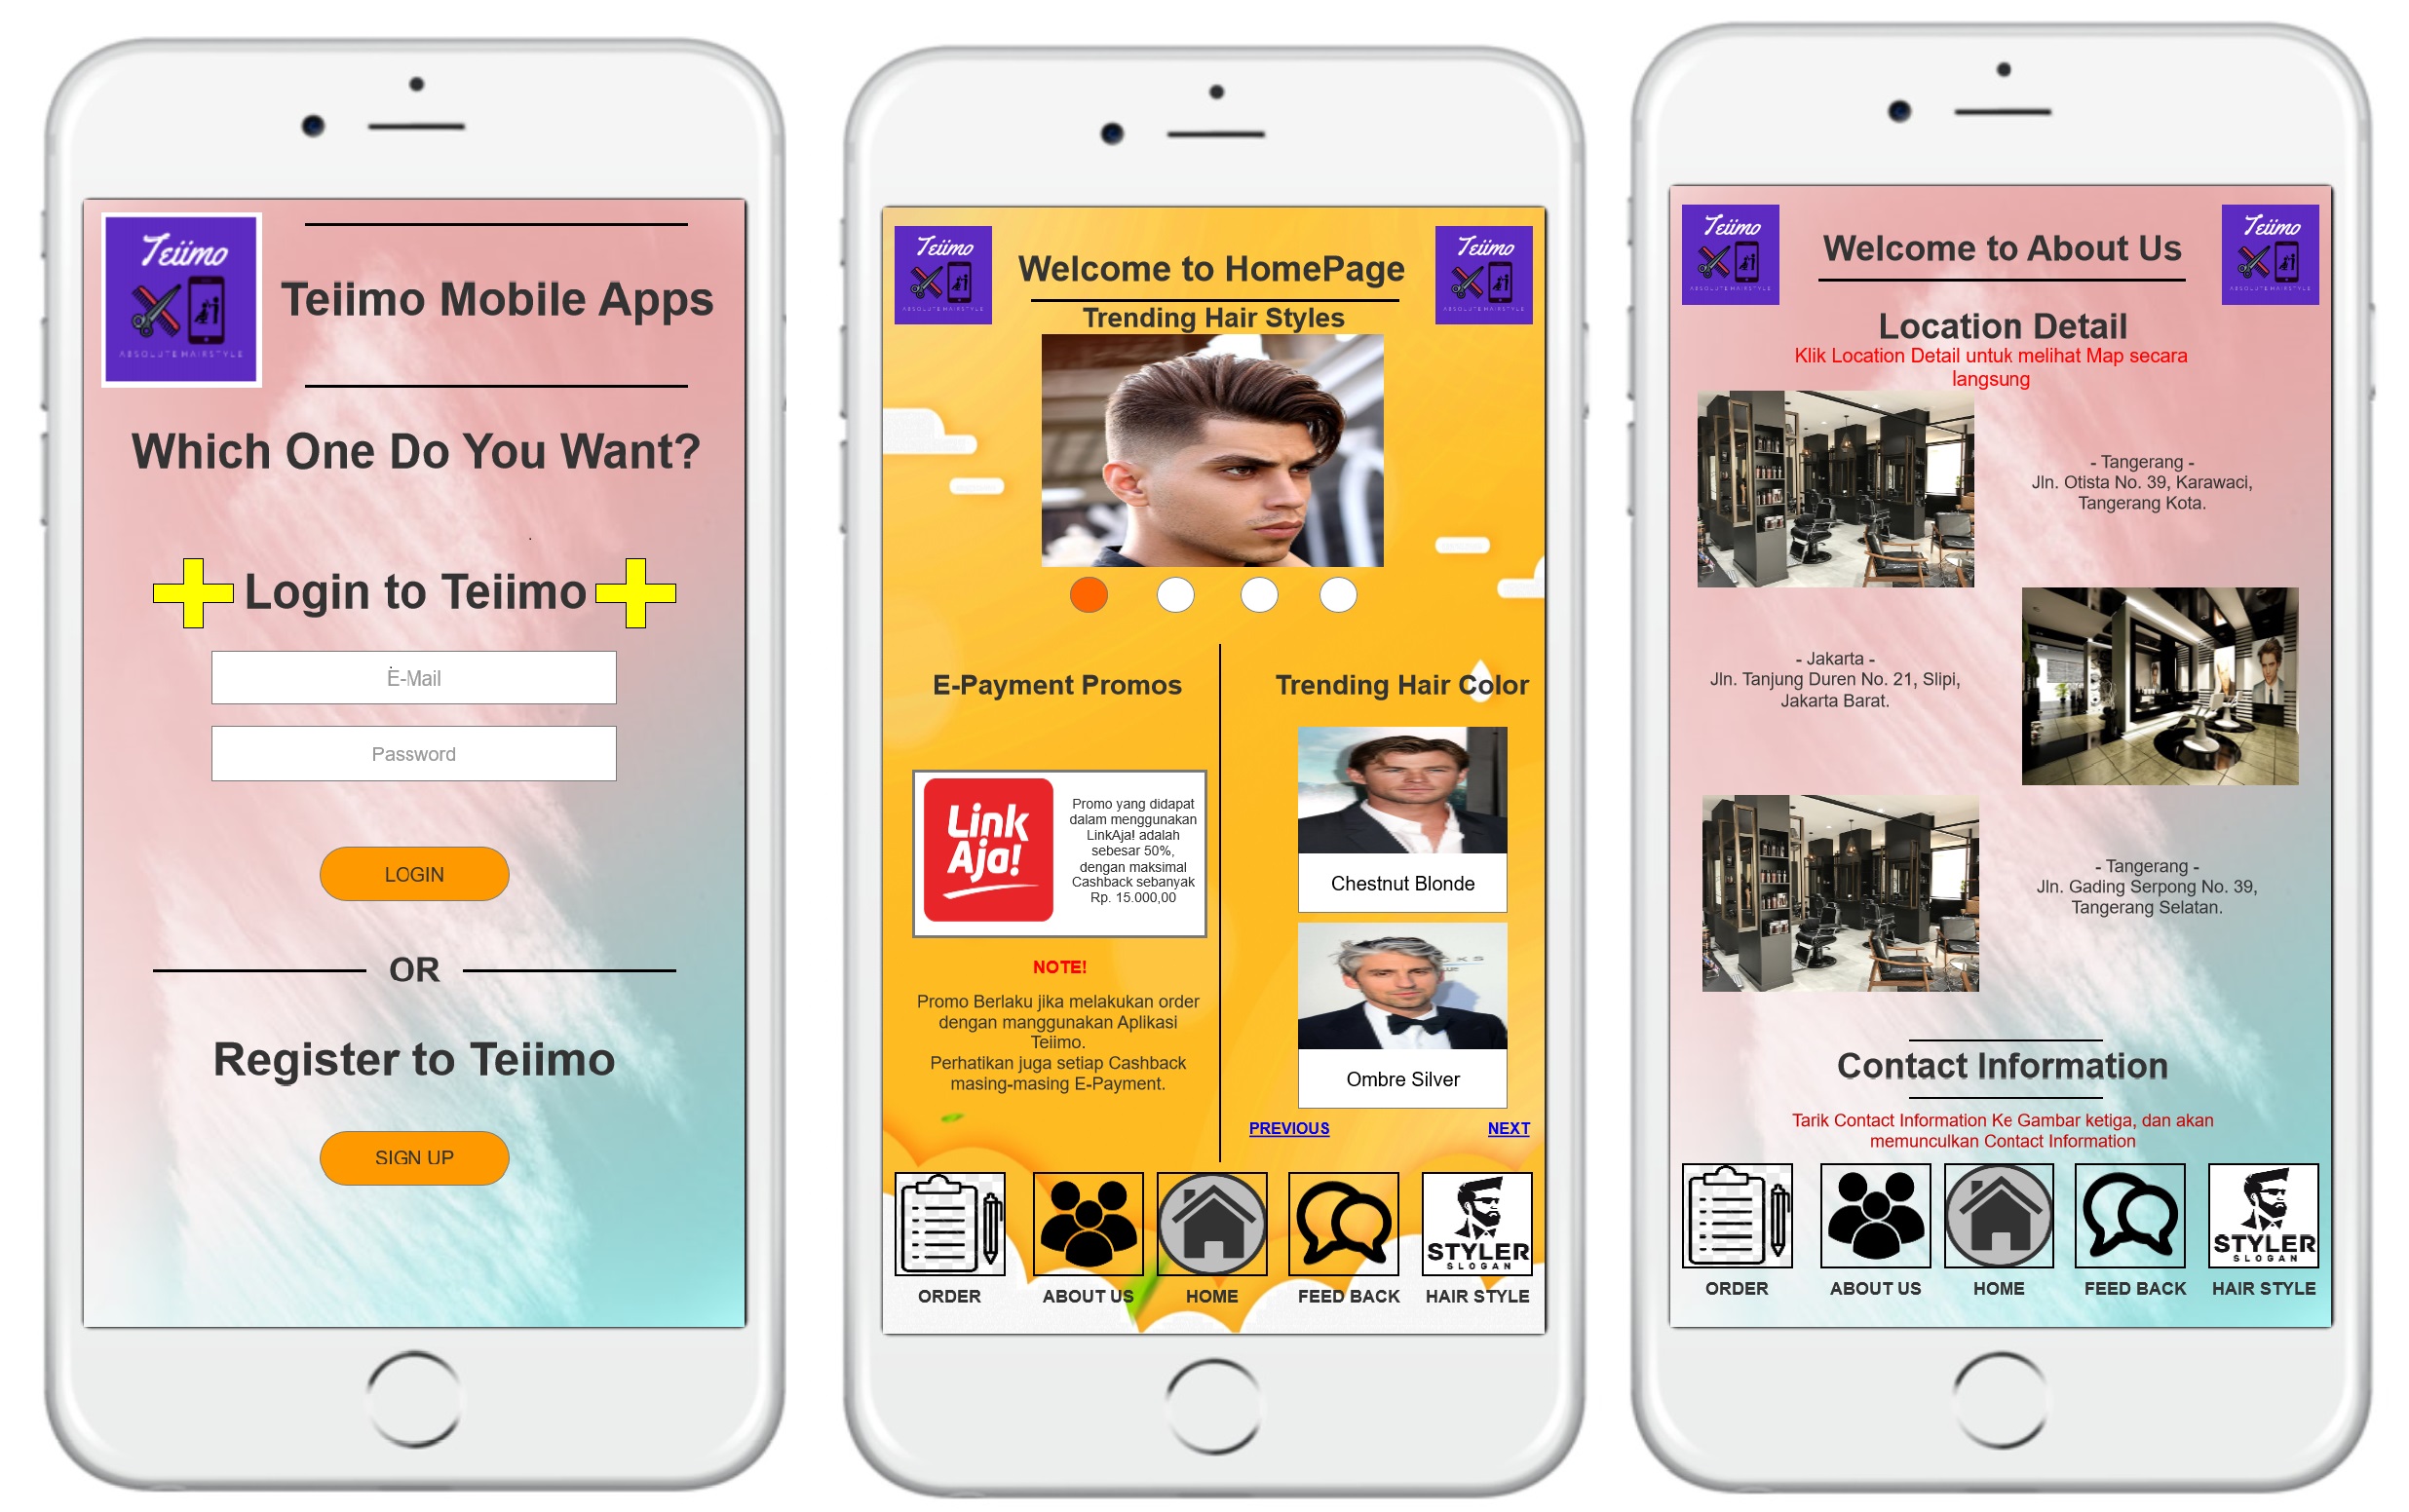 Teiimo
ABSOLUTE HAIRSTYLE
Teiimo Mobile Apps
Which One Do You Want?
Login to Teiimo
E-Mail
Password
LOGIN
OR
Register to Teiimo
SIGN UP
Teiimo
ABSOLUTE HAIRSTYLE
Welcome to HomePage
Teiimo
ABSOLUTE HAIRSTYLE
Trending Hair Styles
E-Payment Promos
Link
Aja!
Promo yang didapat
dalam menggunakan
LinkAja! adalah
sebesar 50%,
dengan maksimal
Cashback sebanyak
Rp. 15.000,00
NOTE!
Promo Berlaku jika melakukan order
dengan manggunakan Aplikasi
Teiimo.
Perhatikan juga setiap Cashback
masing-masing E-Payment.
Trending Hair Color
Chestnut Blonde
Ombre Silver
PREVIOUS
NEXT
STYLER
SLOGAN
ORDER
ABOUT US
HOME
FEED BACK
HAIR STYLE
Teiimo
ABSOLUTE HAIRSTYLE
Welcome to About Us
Teiimo
ABSOLUTE HAIRSTYLE
Location Detail
Klik Location Detail untuk melihat Map secara
langsung
- Tangerang -
Jln. Otista No. 39, Karawaci,
Tangerang Kota.
- Jakarta -
Jln. Tanjung Duren No. 21, Slipi,
Jakarta Barat.
- Tangerang -
Jln. Gading Serpong No. 39,
Tangerang Selatan.
Contact Information
Tarik Contact Information Ke Gambar ketiga, dan akan
memunculkan Contact Information
STYLER
SLOGAN
ORDER
ABOUT US
HOME
FEED BACK
HAIR STYLE